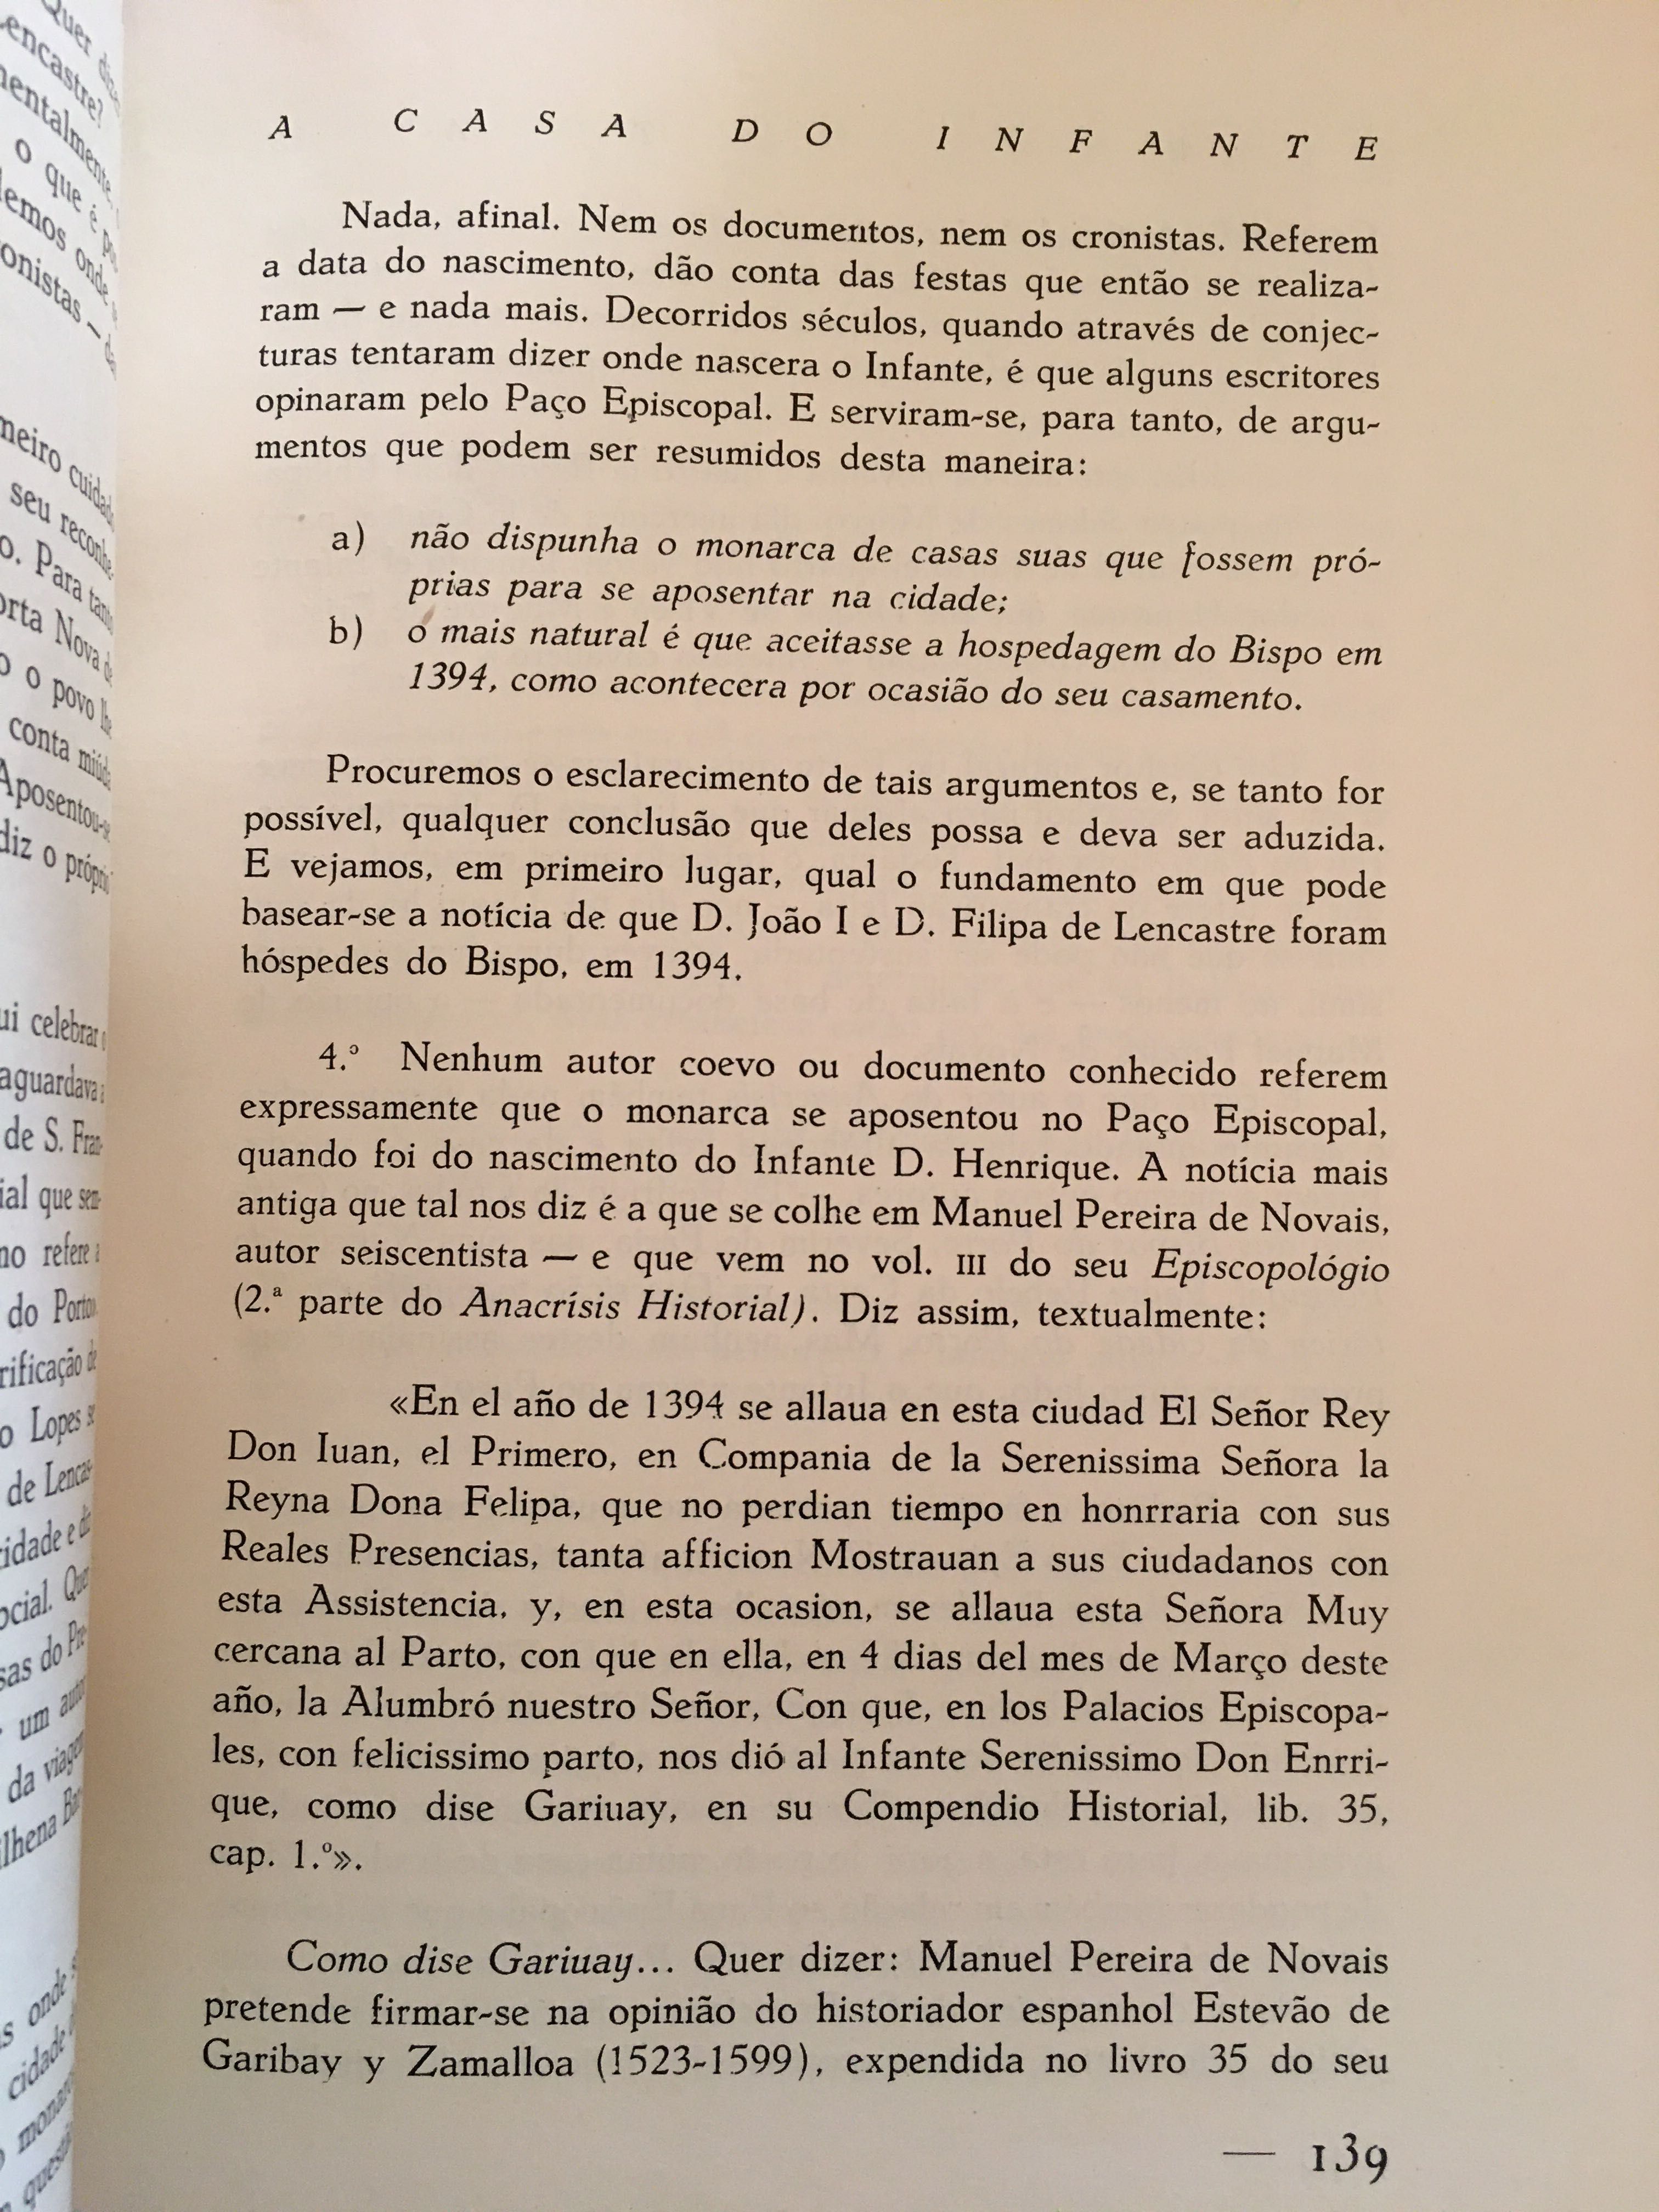 A CASA DO INFANTE
Nada, afinal. Nem os documentos, nem os cronistas. Referem
a data do nascimento, dão conta das festas que então se realiza-
ram — e nada mais. Decorridos séculos, quando através de conjec-
turas tentaram dizer onde nascera o Infante, é que alguns escritores
opinaram pelo Paço Episcopal. E serviram-se, para tanto, de argu-
mentos que podem ser resumidos desta maneira:
a) não dispunha o monarca de casas suas que fossem pró-
prias para se aposentar na cidade;
b) o mais natural é que aceitasse a hospedagem do Bispo em
1394, como acontecera por ocasião do seu casamento.
Procuremos o esclarecimento de tais argumentos e, se tanto for
possível, qualquer conclusão que deles possa e deva ser aduzida.
E vejamos, em primeiro lugar, qual o fundamento em que pode
basear-se a notícia de que D. João I e D. Filipa de Lencastre foram
hóspedes do Bispo, em 1394.
4.º Nenhum autor coevo ou documento conhecido referem
expressamente que o monarca se aposentou no Paço Episcopal,
quando foi do nascimento do Infante D. Henrique. A notícia mais
antiga que tal nos diz é a que se colhe em Manuel Pereira de Novais,
autor seiscentista — e que vem no vol. III do seu Episcopológio
(2.ª parte do Anacrísis Historial). Diz assim, textualmente:
«En el año de 1394 se allaua en esta ciudad El Señor Rey
Don Iuan, el Primero, en Compania de la Serenissima Señora la
Reyna Dona Felipa, que no perdian tiempo en honrraria con sus
Reales Presencias, tanta afficion Mostrauan a sus ciudadanos con
esta Assistencia, y, en esta ocasion, se allaua esta Señora Muy
cercana al Parto, con que en ella, en 4 dias del mes de Março deste
año, la Alumbró nuestro Señor, Con que, en los Palacios Episcopa-
les, con felicissimo parto, nos dió al Infante Serenissimo Don Enrri-
que, como dise Gariuay, en su Compendio Historial, lib. 35,
cap. 1.º».
Como dise Gariuay... Quer dizer: Manuel Pereira de Novais
pretende firmar-se na opinião do historiador espanhol Estevão de
Garibay y Zamalloa (1523-1599), expendida no livro 35 do seu
— 139